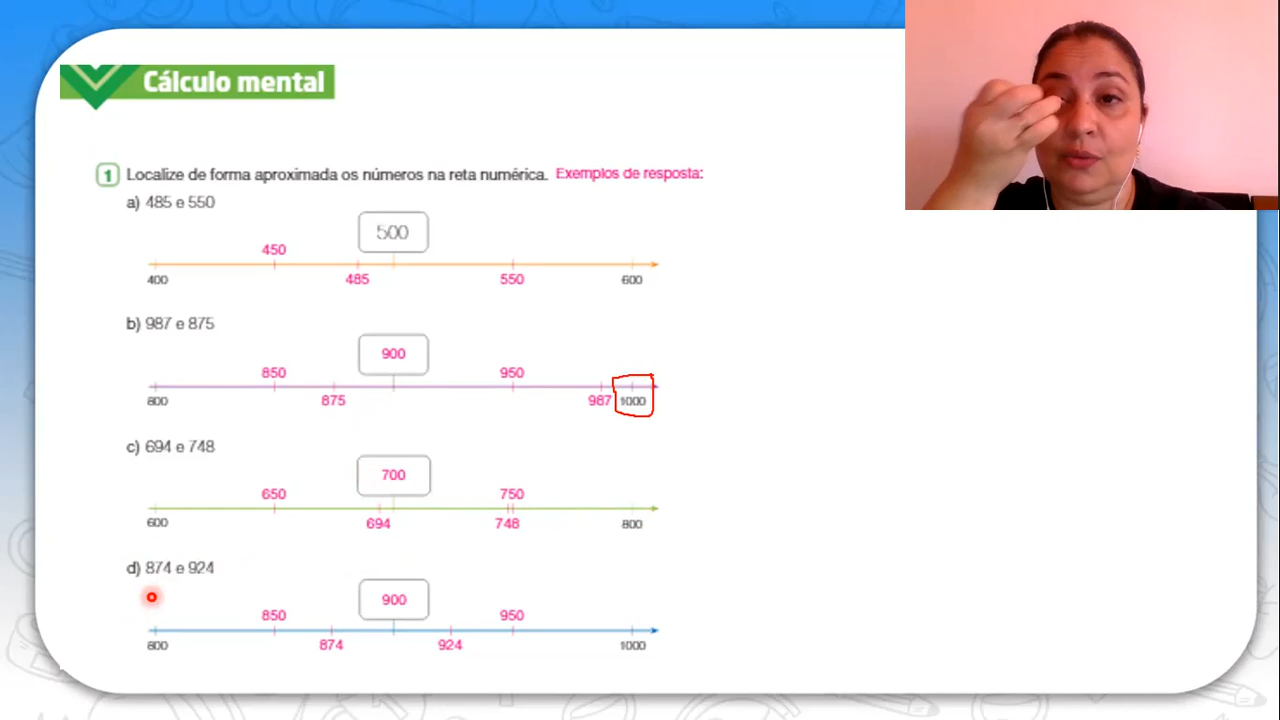 Cálculo mental
1 Localize de forma aproximada os números na reta numérica. Exemplos de resposta:
a) 485 e 550
500
450
400 485 550 600
b) 987 e 875
900
850 950
800 875 987 1000
c) 694 e 748
700
650 750
600 694 748 800
d) 874 e 924
900
850 950
800 874 924 1000